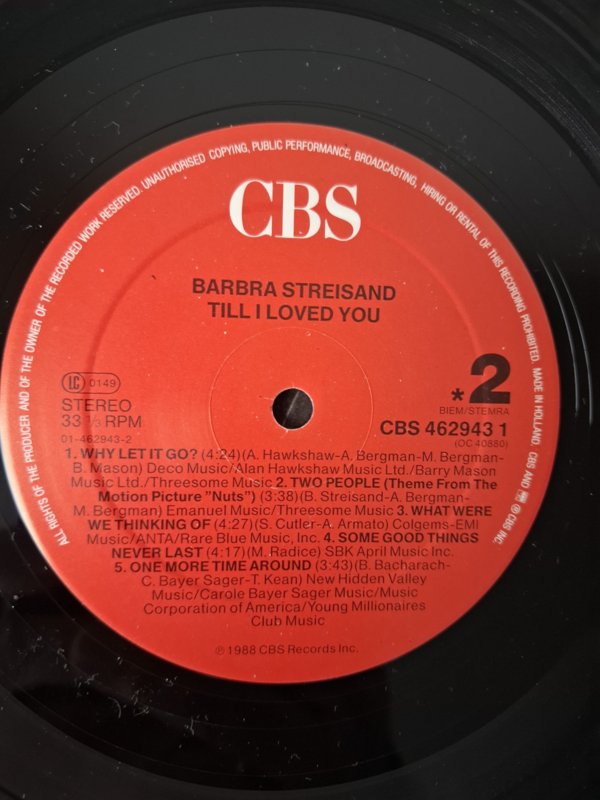 ALL RIGHTS OF THE PRODUCER AND OF THE OWNER OF THE RECORDED WORK RESERVED. UNAUTHORISED COPYING, PUBLIC PERFORMANCE, BROADCASTING, HIRING OR RENTAL OF THIS RECORDING PROHIBITED. MADE IN HOLLAND. CBS AND ® CBS INC.
CBS
BARBRA STREISAND
TILL I LOVED YOU
LC 0149
STEREO
33 ⅓ RPM
01-462943-2
*2
BIEM/STEMRA
CBS 462943 1
(OC 40880)
1. WHY LET IT GO? (4:24)(A. Hawkshaw-A. Bergman-M. Bergman-
B. Mason) Deco Music/Alan Hawkshaw Music Ltd./Barry Mason
Music Ltd./Threesome Music 2. TWO PEOPLE (Theme From The
Motion Picture "Nuts") (3:38)(B. Streisand-A. Bergman-
M. Bergman) Emanuel Music/Threesome Music 3. WHAT WERE
WE THINKING OF (4:27)(S. Cutler-A. Armato) Colgems-EMI
Music/ANTA/Rare Blue Music, Inc. 4. SOME GOOD THINGS
NEVER LAST (4:17)(M. Radice) SBK April Music Inc.
5. ONE MORE TIME AROUND (3:43)(B. Bacharach-
C. Bayer Sager-T. Kean) New Hidden Valley
Music/Carole Bayer Sager Music/Music
Corporation of America/Young Millionaires
Club Music
℗ 1988 CBS Records Inc.